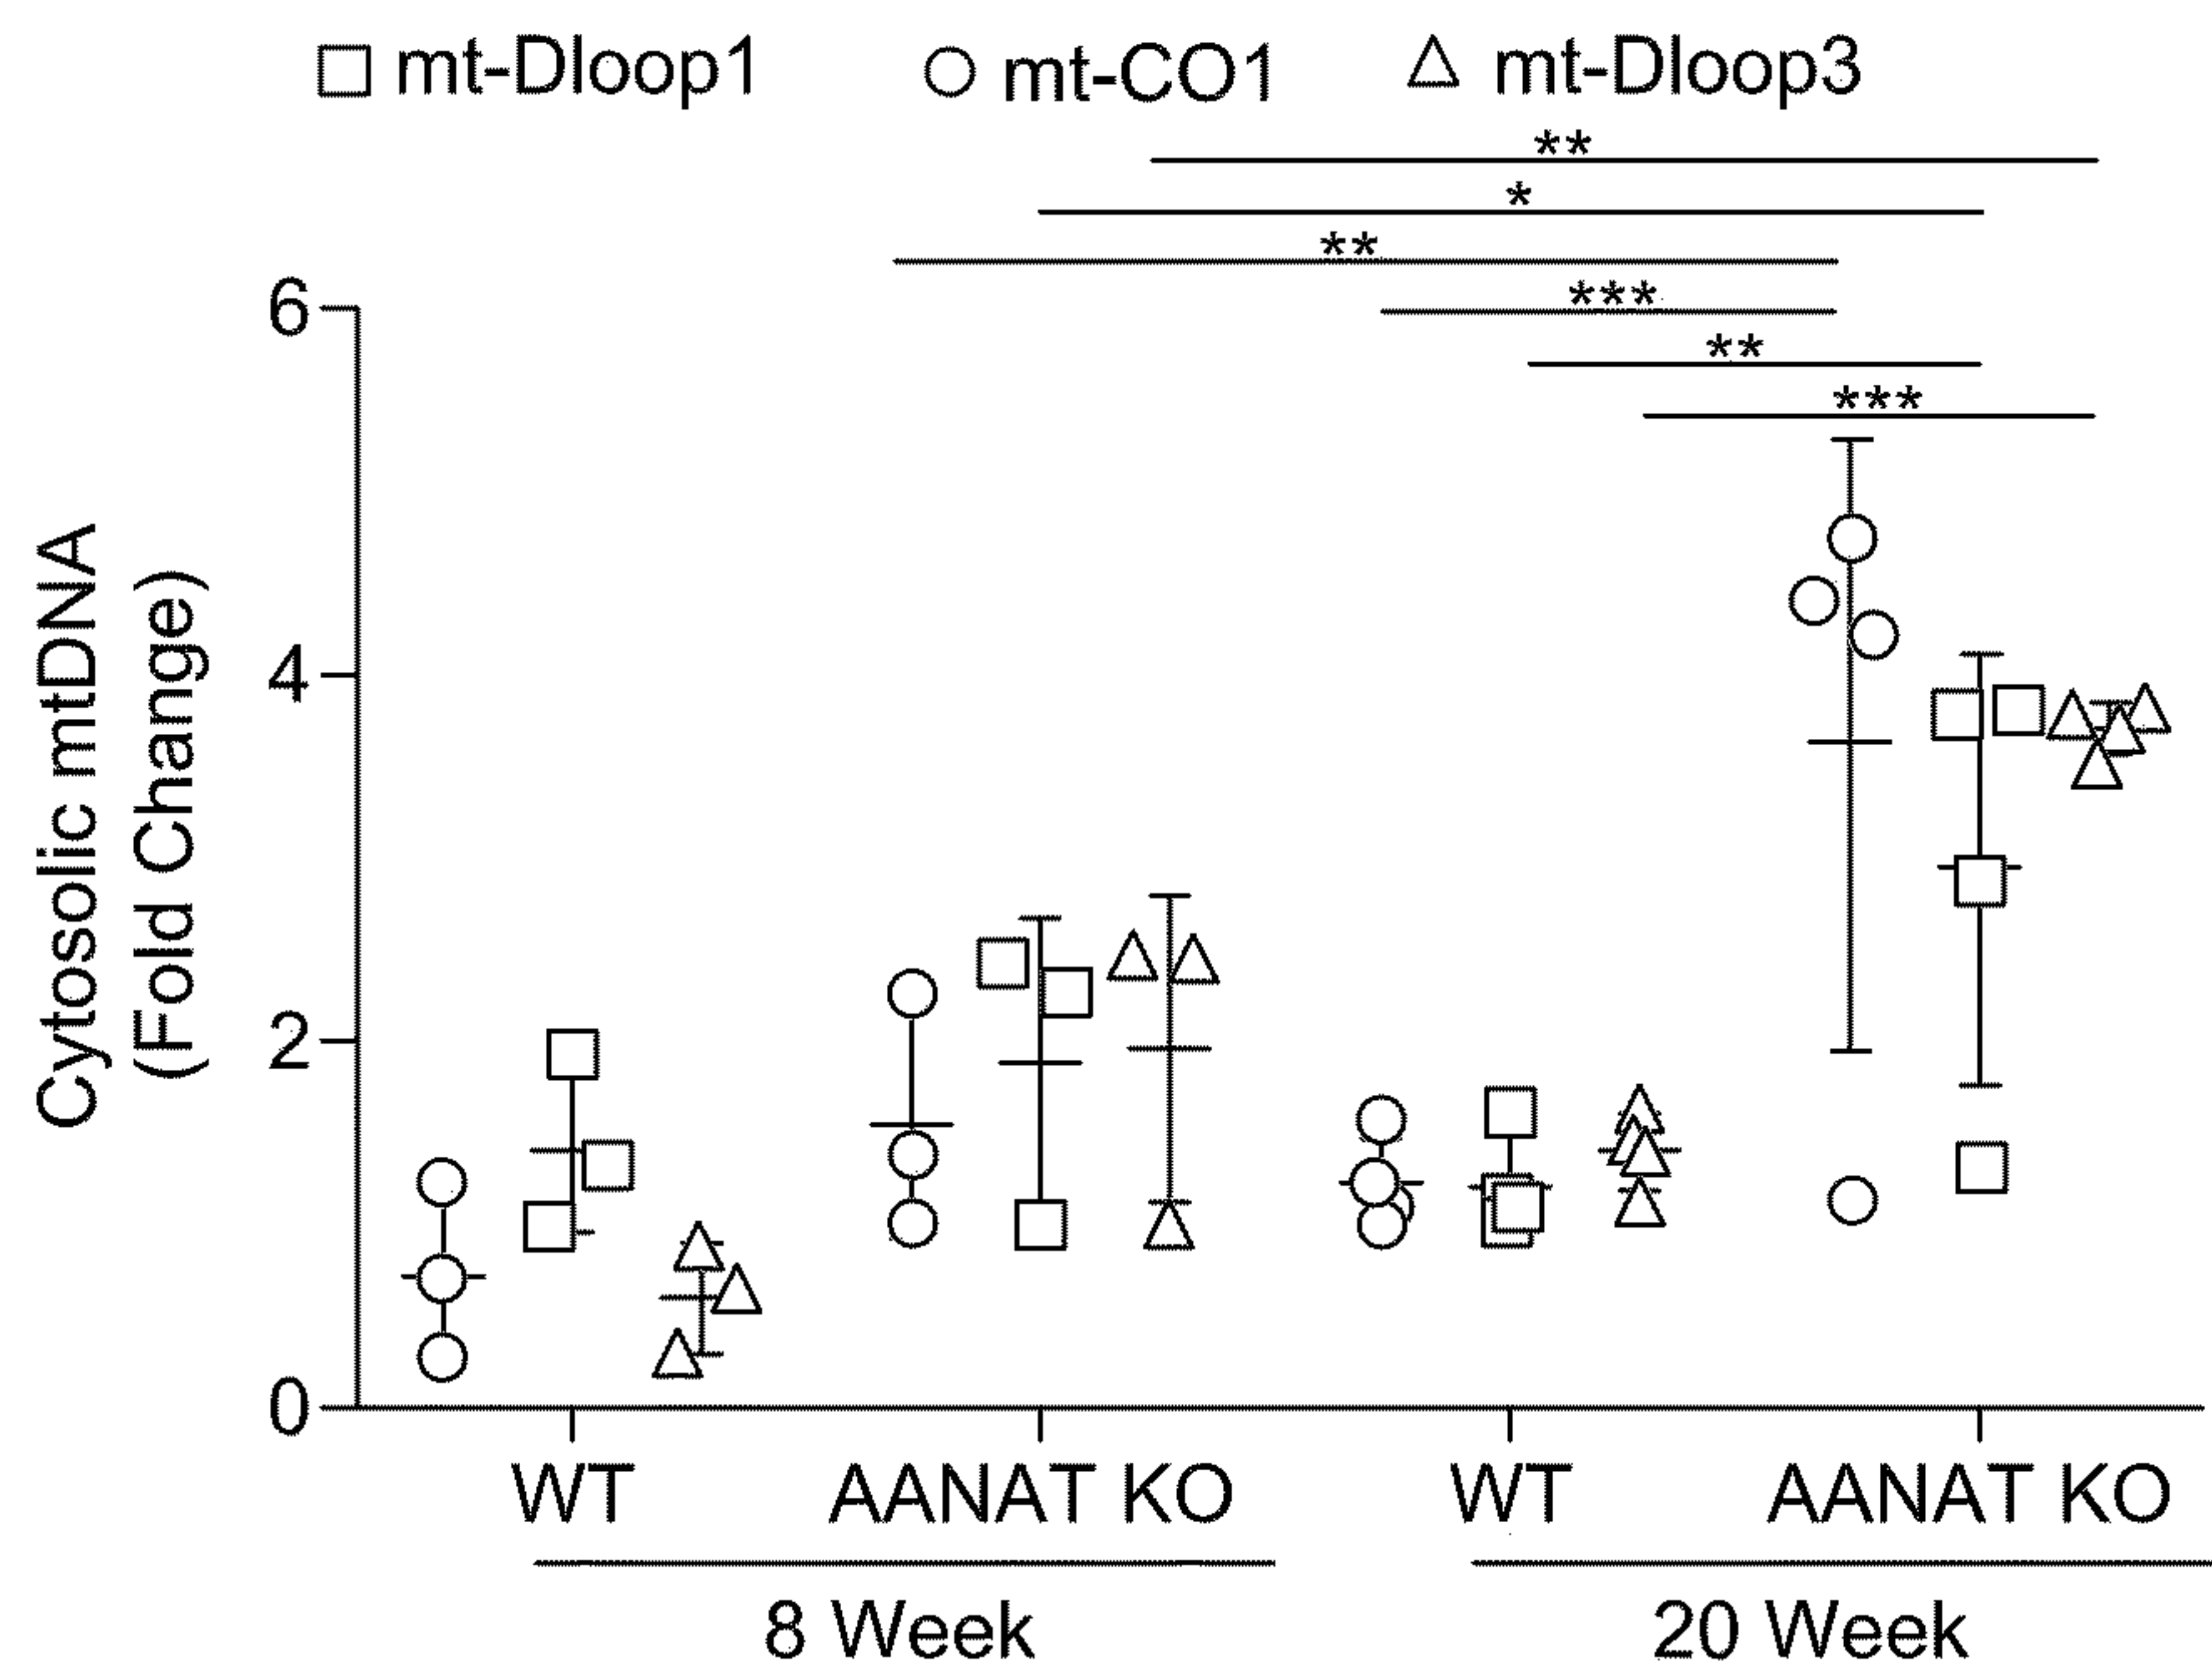 mt-Dloop1 mt-CO1 mt-Dloop3
**
*
**
***
**
***
Cytosolic mtDNA
(Fold Change)
6
4
2
0
WT AANAT KO WT AANAT KO
8 Week 20 Week